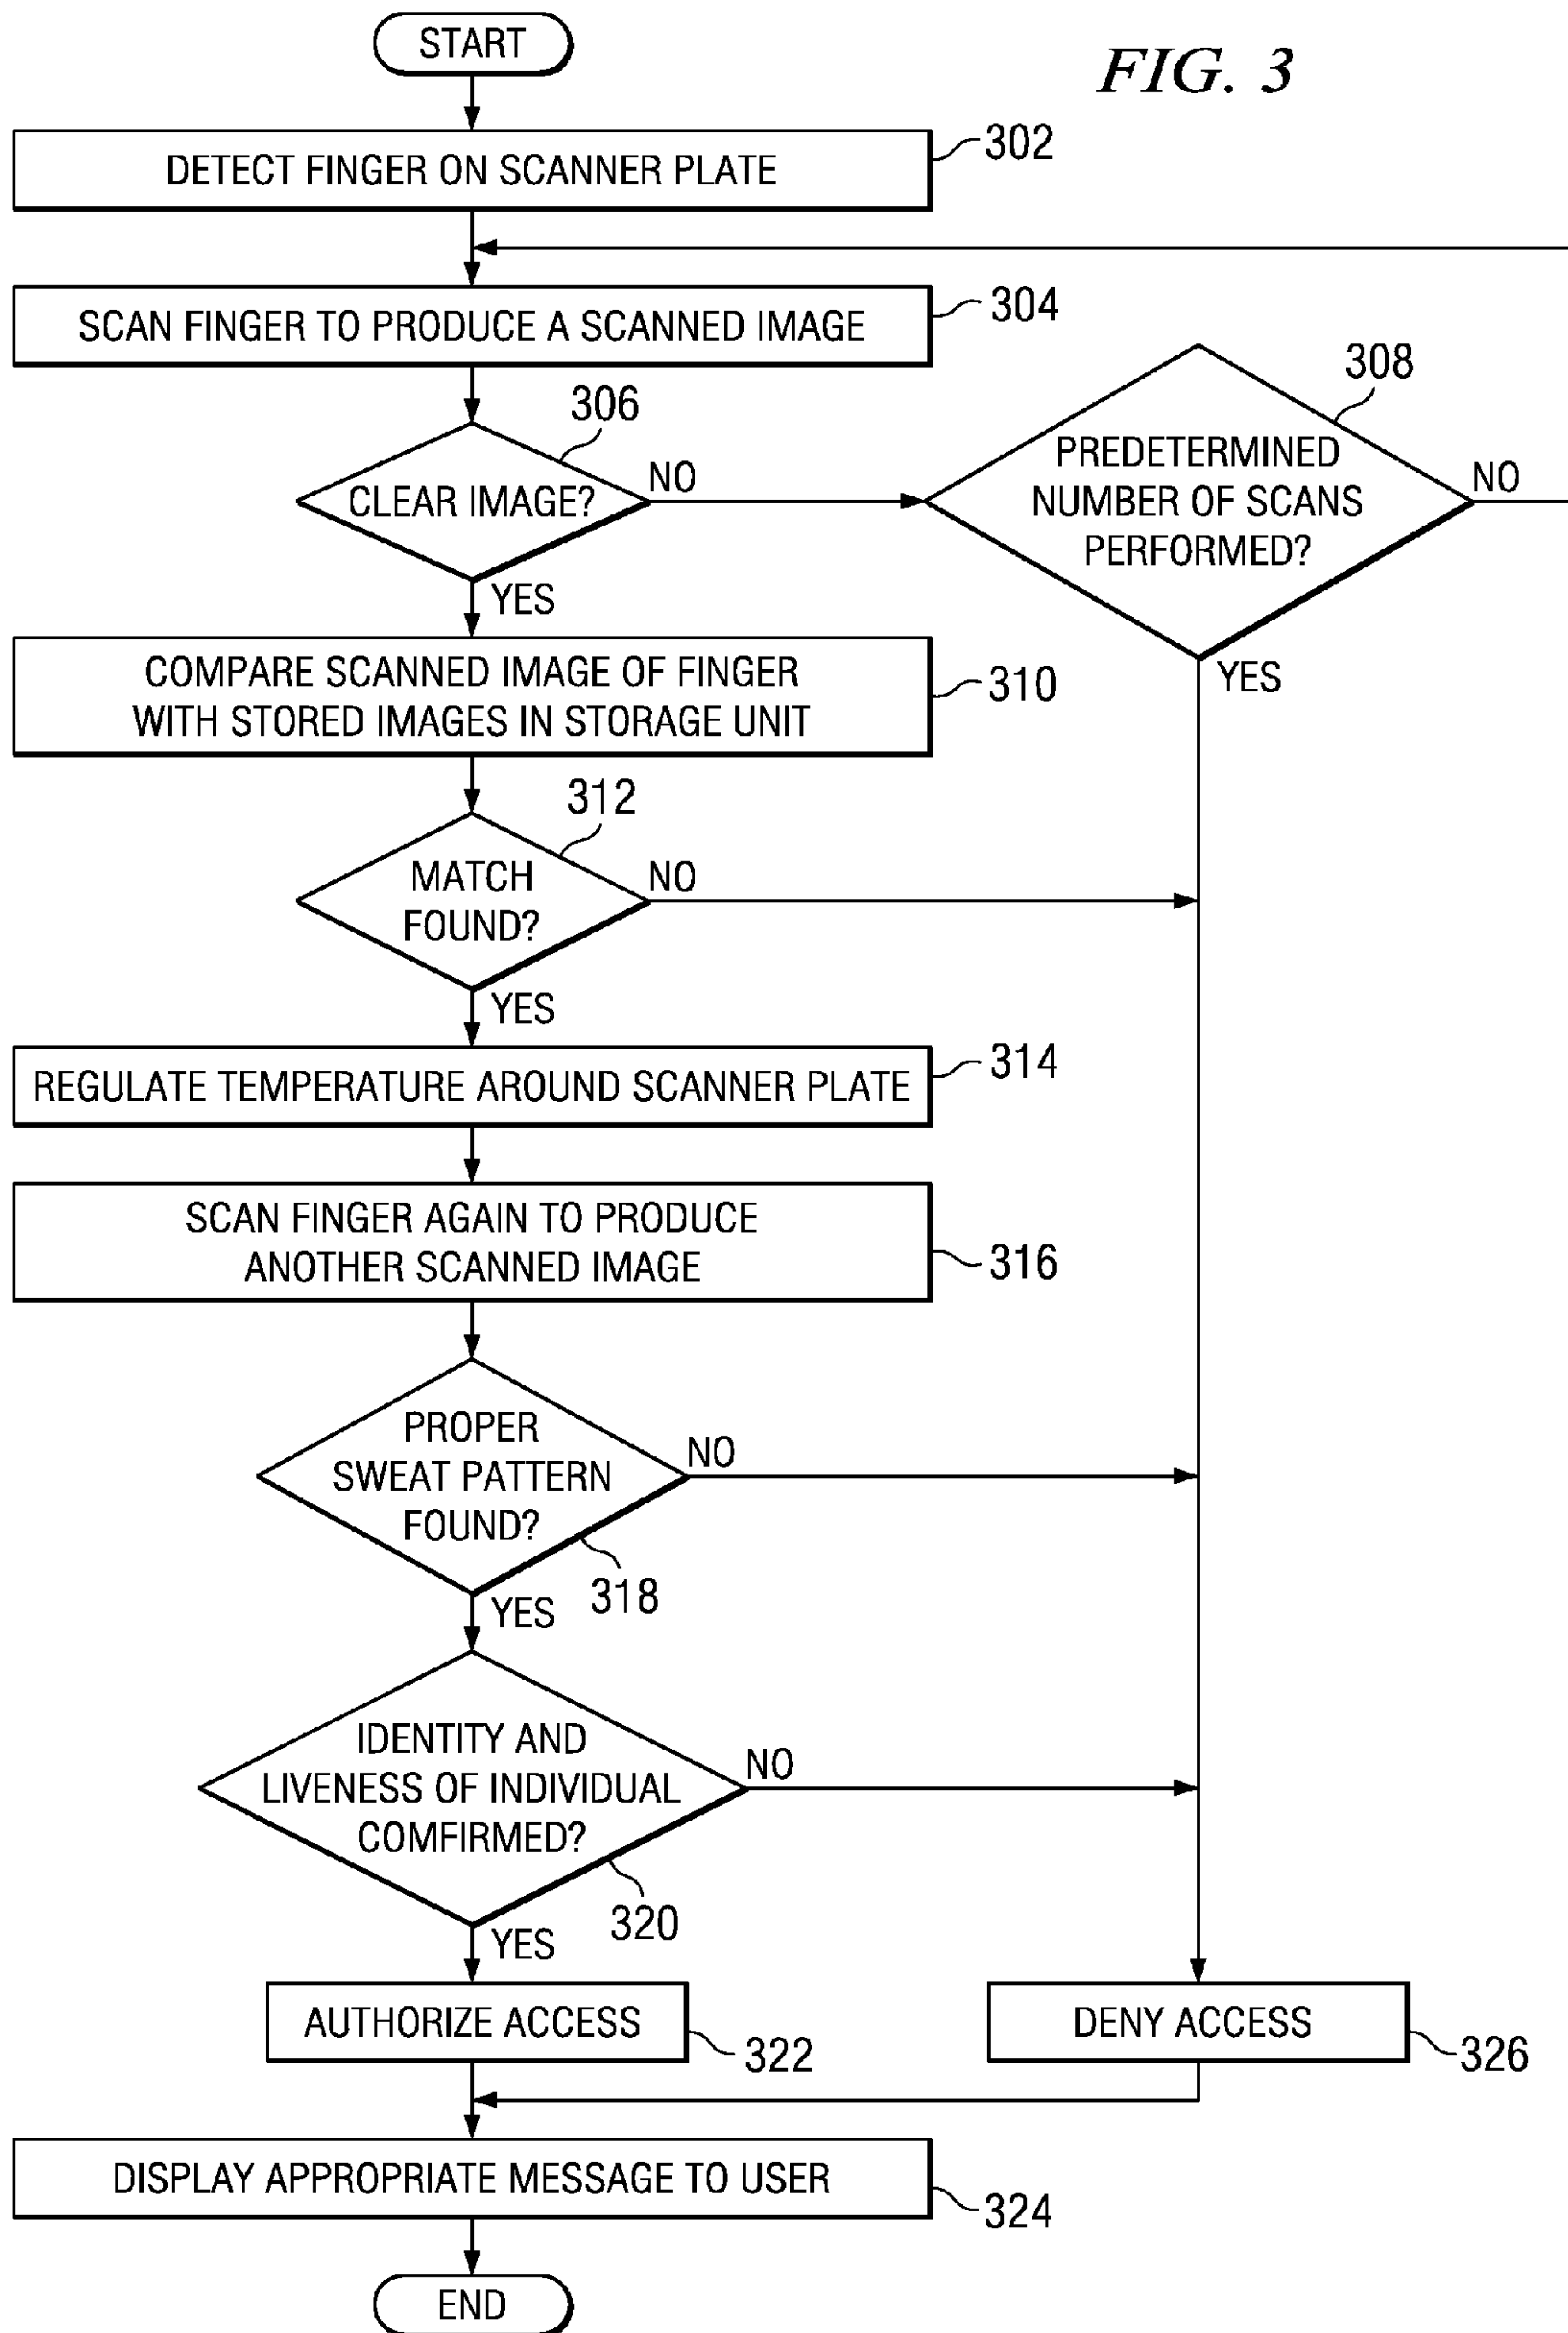 START
FIG. 3
DETECT FINGER ON SCANNER PLATE
302
SCAN FINGER TO PRODUCE A SCANNED IMAGE
304
306
CLEAR IMAGE?
NO
YES
308
PREDETERMINED
NUMBER OF SCANS
PERFORMED?
NO
YES
COMPARE SCANNED IMAGE OF FINGER
WITH STORED IMAGES IN STORAGE UNIT
310
312
MATCH
FOUND?
NO
YES
REGULATE TEMPERATURE AROUND SCANNER PLATE
314
SCAN FINGER AGAIN TO PRODUCE
ANOTHER SCANNED IMAGE
316
PROPER
SWEAT PATTERN
FOUND?
NO
318
YES
IDENTITY AND
LIVENESS OF INDIVIDUAL
COMFIRMED?
NO
320
YES
AUTHORIZE ACCESS
322
DENY ACCESS
326
DISPLAY APPROPRIATE MESSAGE TO USER
324
END